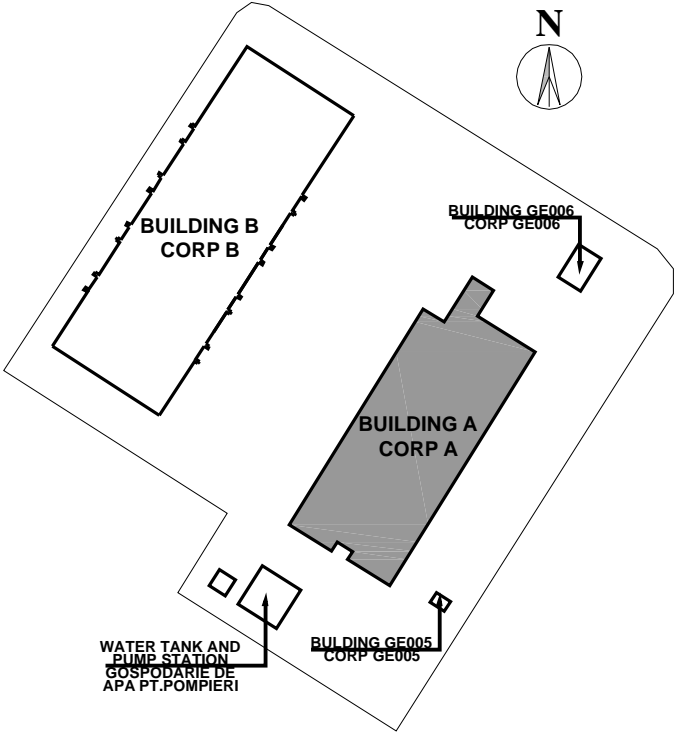 N
BUILDING GE006
CORP GE006
BUILDING B
CORP B
BUILDING A
CORP A
WATER TANK AND
PUMP STATION
GOSPODARIE DE
APA PT.POMPIERI
BULDING GE005
CORP GE005